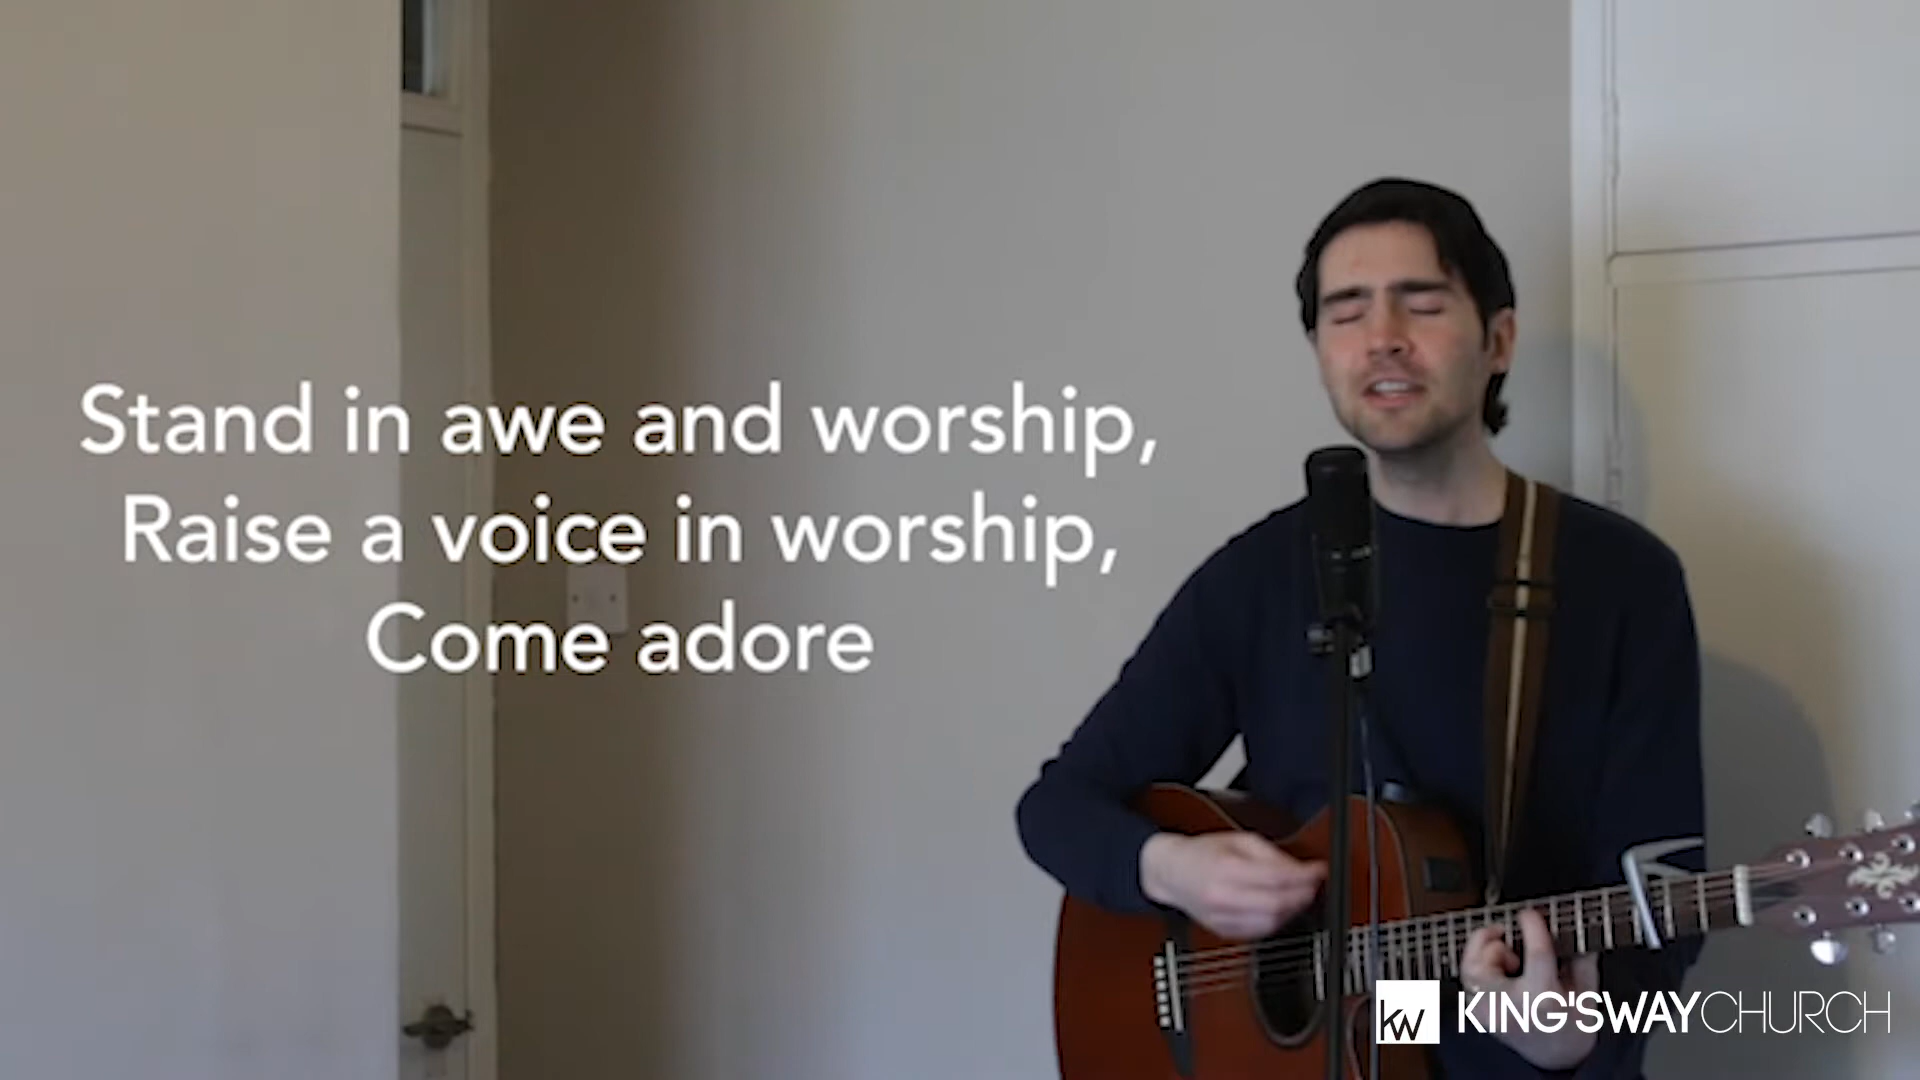 Stand in awe and worship,
Raise a voice in worship,
Come adore
kw KING'SWAYCHURCH